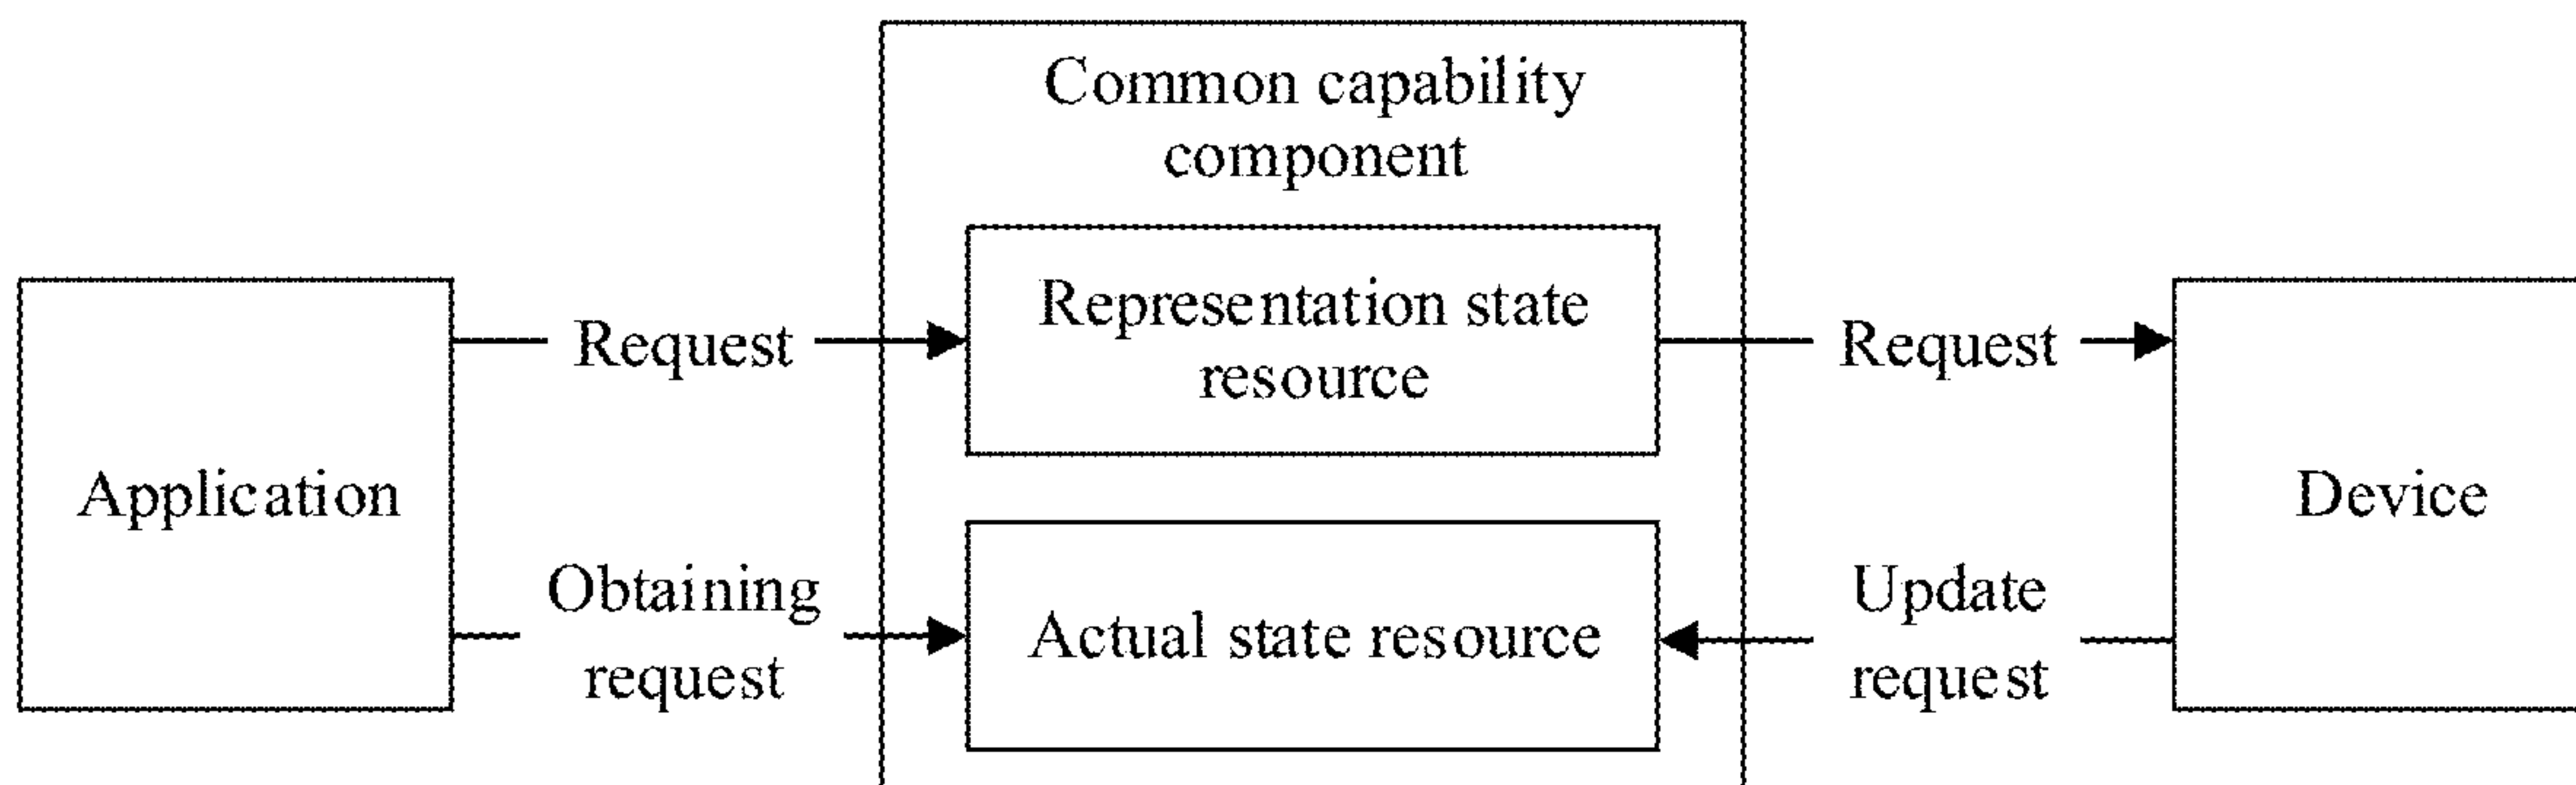 Common capability
component
Application
Request
Representation state
resource
Request
Device
Obtaining
request
Actual state resource
Update
request